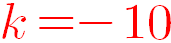 k = - 10